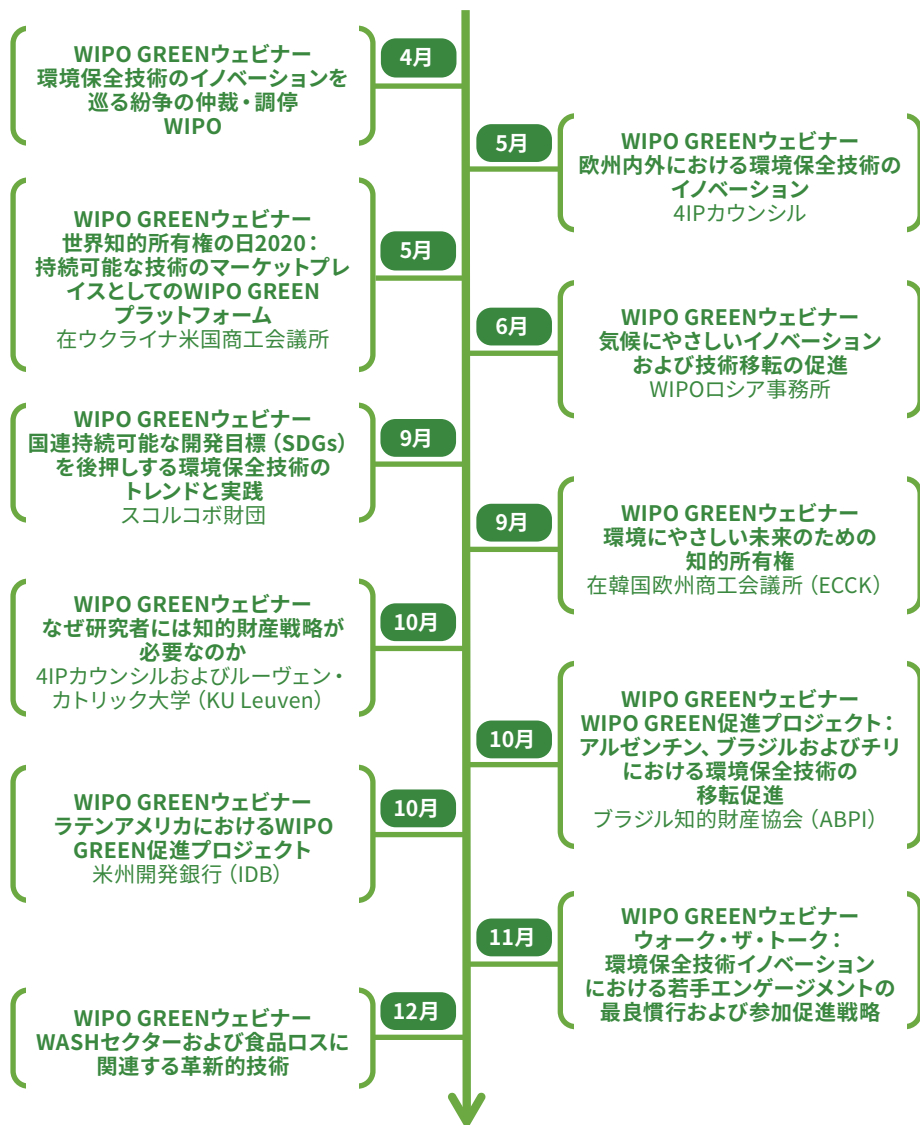 4月
WIPO GREENウェビナー
環境保全技術のイノベーションを
巡る紛争の仲裁・調停
WIPO
5月
WIPO GREENウェビナー
欧州内外における環境保全技術の
イノベーション
4IPカウンシル
5月
WIPO GREENウェビナー
世界知的所有権の日2020：
持続可能な技術のマーケットプレ
イスとしてのWIPO GREEN
プラットフォーム
在ウクライナ米国商工会議所
6月
WIPO GREENウェビナー
気候にやさしいイノベーション
および技術移転の促進
WIPOロシア事務所
9月
WIPO GREENウェビナー
国連持続可能な開発目標（SDGs）
を後押しする環境保全技術の
トレンドと実践
スコルコボ財団
9月
WIPO GREENウェビナー
環境にやさしい未来のための
知的所有権
在韓国欧州商工会議所（ECCK）
10月
WIPO GREENウェビナー
なぜ研究者には知的財産戦略が
必要なのか
4IPカウンシルおよびルーヴェン・
カトリック大学（KU Leuven）
10月
WIPO GREENウェビナー
WIPO GREEN促進プロジェクト：
アルゼンチン、ブラジルおよびチリ
における環境保全技術の
移転促進
ブラジル知的財産協会（ABPI）
10月
WIPO GREENウェビナー
ラテンアメリカにおけるWIPO
GREEN促進プロジェクト
米州開発銀行（IDB）
11月
WIPO GREENウェビナー
ウォーク・ザ・トーク：
環境保全技術イノベーション
における若手エンゲージメントの
最良慣行および参加促進戦略
12月
WIPO GREENウェビナー
WASHセクターおよび食品ロスに
関連する革新的技術